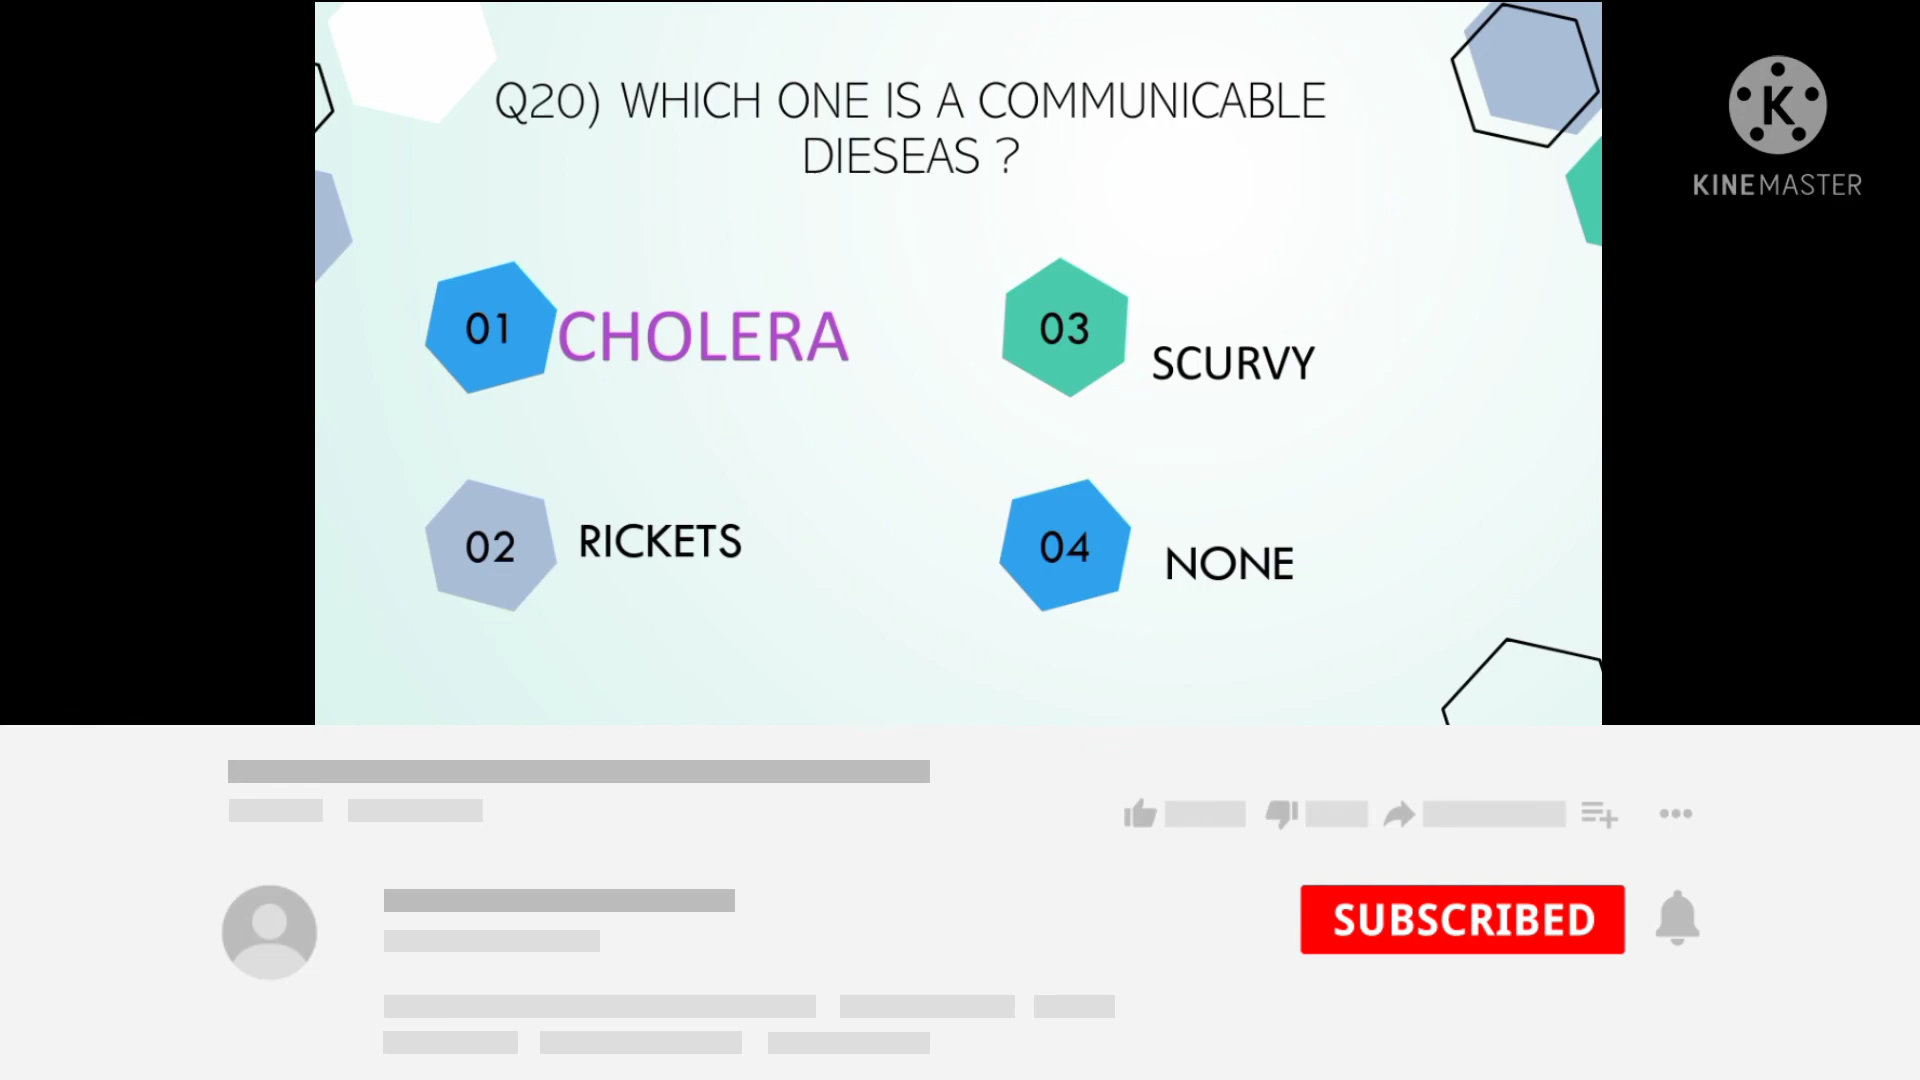 Q20) WHICH ONE IS A COMMUNICABLE
DIESEAS ?
01 CHOLERA
03 SCURVY
02 RICKETS
04 NONE
K
KINEMASTER
SUBSCRIBED